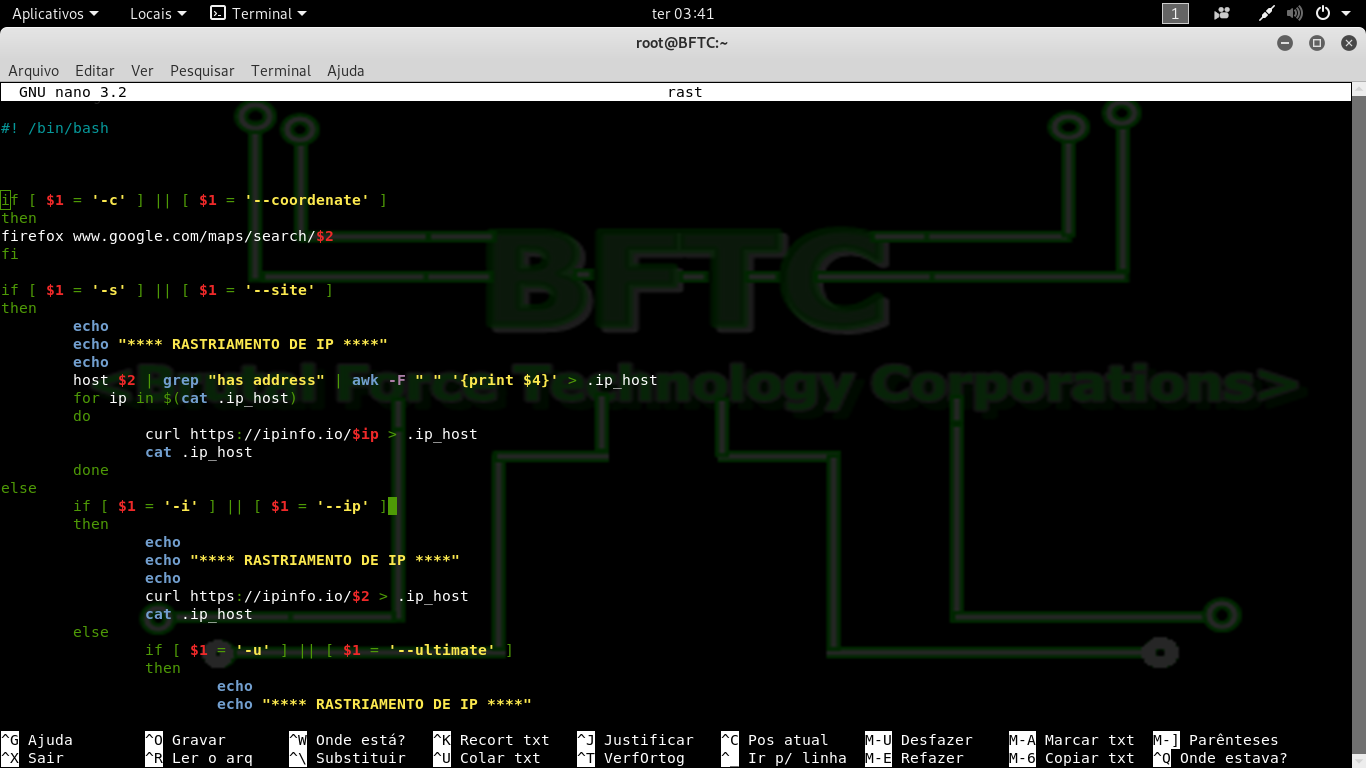 Aplicativos Locais Terminal ter 03:41 1
root@BFTC:~
Arquivo Editar Ver Pesquisar Terminal Ajuda
GNU nano 3.2 rast
#! /bin/bash
if [ $1 = '-c' ] || [ $1 = '--coordenate' ]
then
firefox www.google.com/maps/search/$2
fi
if [ $1 = '-s' ] || [ $1 = '--site' ]
then
echo
echo "**** RASTRIAMENTO DE IP ****"
echo
host $2 | grep "has address" | awk -F " " '{print $4}' > .ip_host
for ip in $(cat .ip_host)
do
curl https://ipinfo.io/$ip > .ip_host
cat .ip_host
done
else
if [ $1 = '-i' ] || [ $1 = '--ip' ]
then
echo
echo "**** RASTRIAMENTO DE IP ****"
echo
curl https://ipinfo.io/$2 > .ip_host
cat .ip_host
else
if [ $1 = '-u' ] || [ $1 = '--ultimate' ]
then
echo
echo "**** RASTRIAMENTO DE IP ****"
BFTC
Force Technology Corporations>
^G Ajuda ^O Gravar ^W Onde está? ^K Recort txt ^J Justificar ^C Pos atual M-U Desfazer M-A Marcar txt M-] Parênteses
^X Sair ^R Ler o arq ^\ Substituir ^U Colar txt ^T VerfOrtog ^_ Ir p/ linha M-E Refazer M-6 Copiar txt ^Q Onde estava?